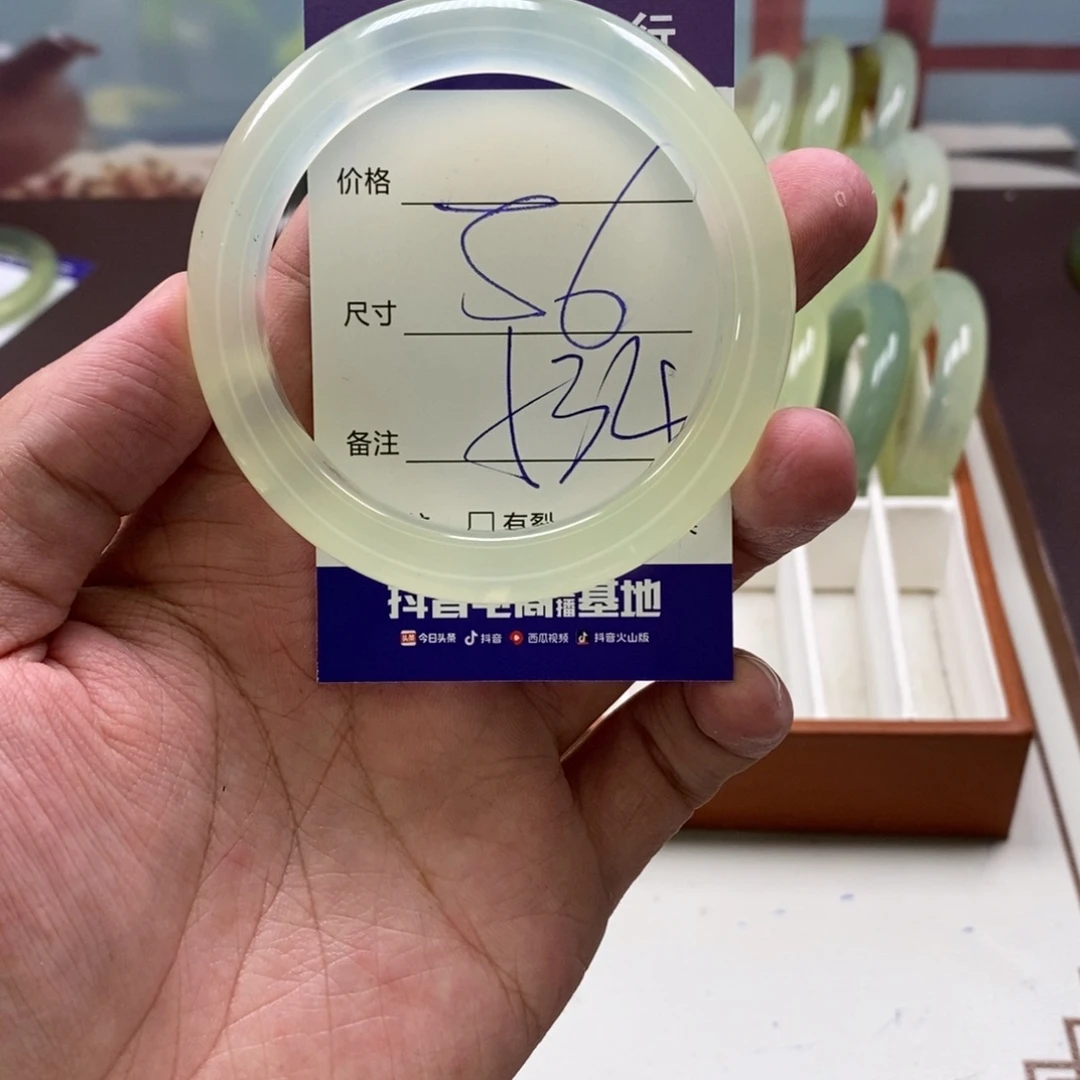 行
价格
56
尺寸
备注
有裂
抖音电商直播基地
今日头条 抖音 西瓜视频 抖音火山版